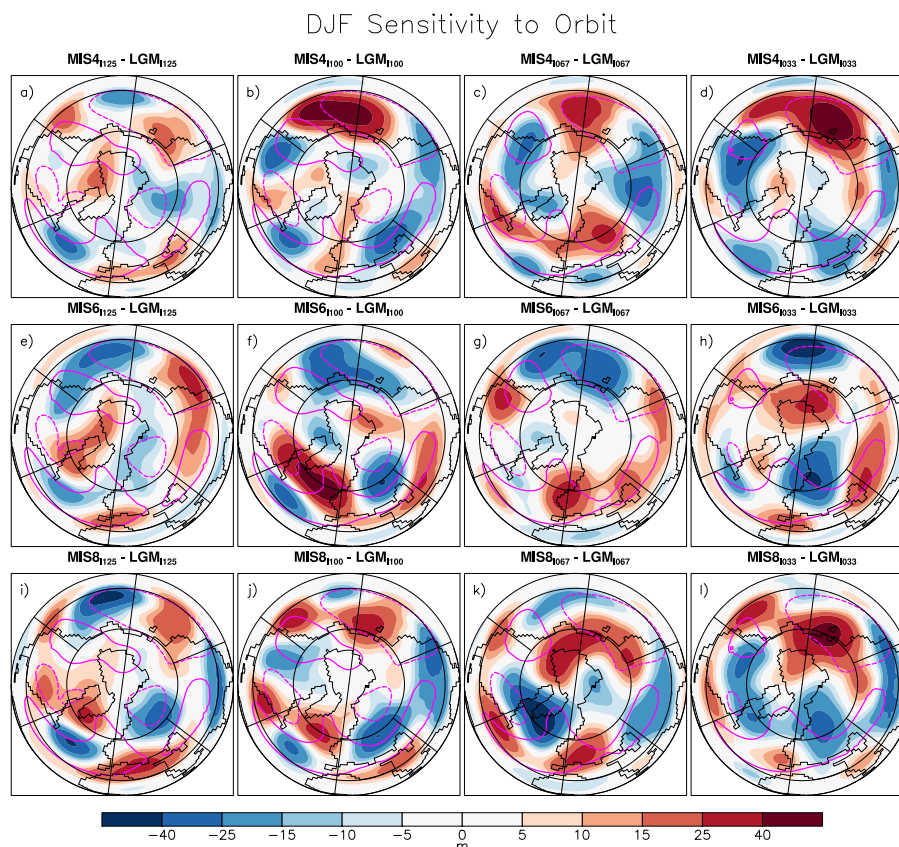 DJF Sensitivity to Orbit
MIS4I125 - LGMI125 MIS4I100 - LGMI100 MIS4I067 - LGMI067 MIS4I033 - LGMI033
a) b) c) d)
MIS6I125 - LGMI125 MIS6I100 - LGMI100 MIS6I067 - LGMI067 MIS6I033 - LGMI033
e) f) g) h)
MIS8I125 - LGMI125 MIS8I100 - LGMI100 MIS8I067 - LGMI067 MIS8I033 - LGMI033
i) j) k) l)
−40 −25 −15 −10 −5 0 5 10 15 25 40
m